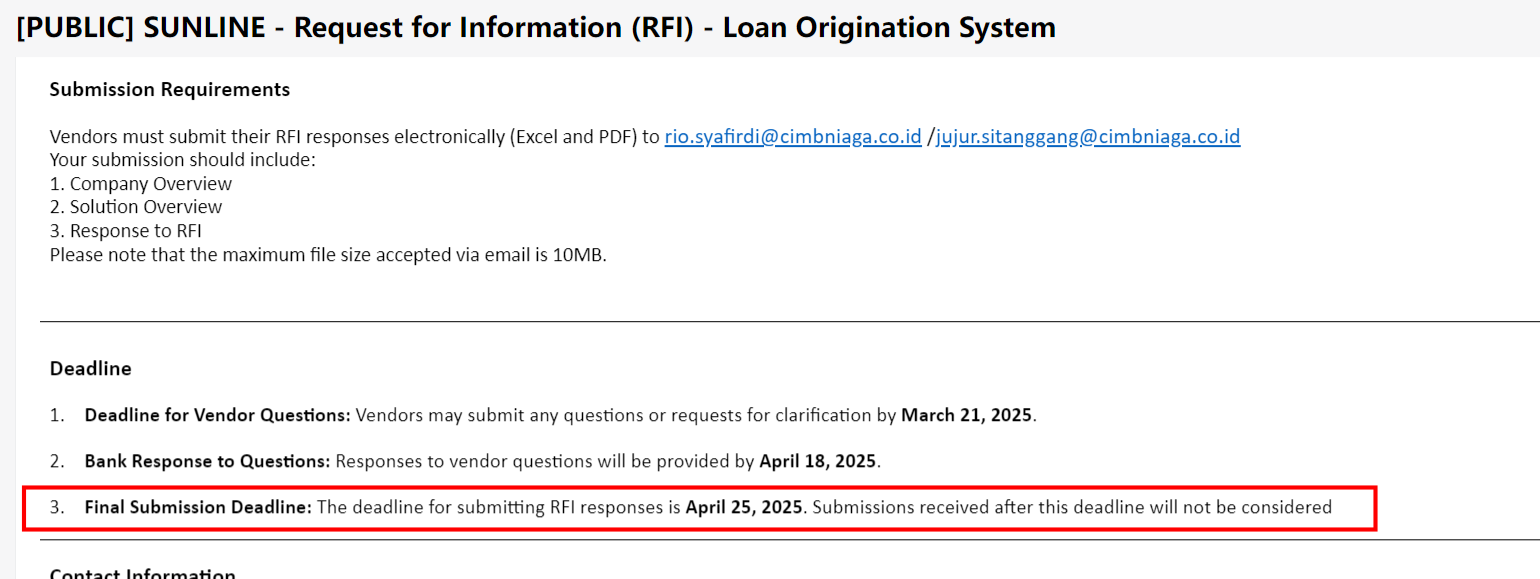 [PUBLIC] SUNLINE - Request for Information (RFI) - Loan Origination System
Submission Requirements
Vendors must submit their RFI responses electronically (Excel and PDF) to rio.syafirdi@cimbniaga.co.id /jujur.sitanggang@cimbniaga.co.id
Your submission should include:
1. Company Overview
2. Solution Overview
3. Response to RFI
Please note that the maximum file size accepted via email is 10MB.
Deadline
1. Deadline for Vendor Questions: Vendors may submit any questions or requests for clarification by March 21, 2025.
2. Bank Response to Questions: Responses to vendor questions will be provided by April 18, 2025.
3. Final Submission Deadline: The deadline for submitting RFI responses is April 25, 2025. Submissions received after this deadline will not be considered
Contact Information